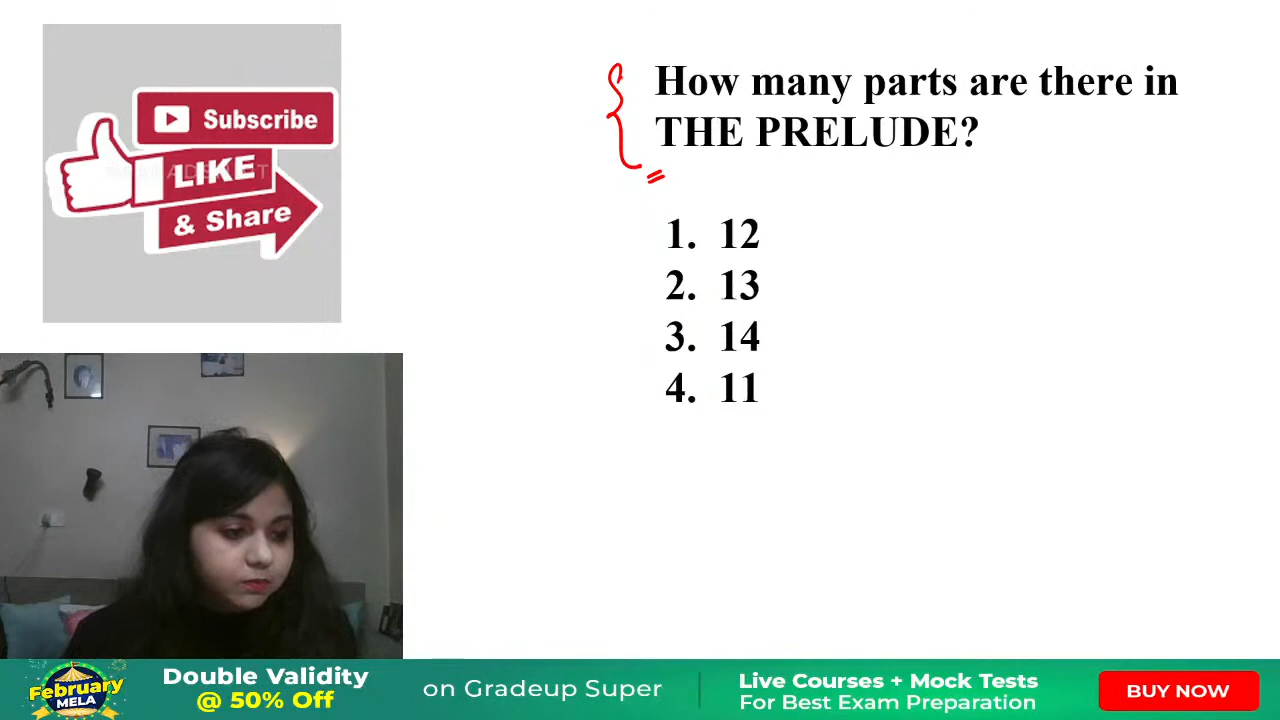 Subscribe
LIKE
& Share
How many parts are there in
THE PRELUDE?
1. 12
2. 13
3. 14
4. 11
February
MELA
Double Validity
@ 50% Off
on Gradeup Super
Live Courses + Mock Tests
For Best Exam Preparation
BUY NOW